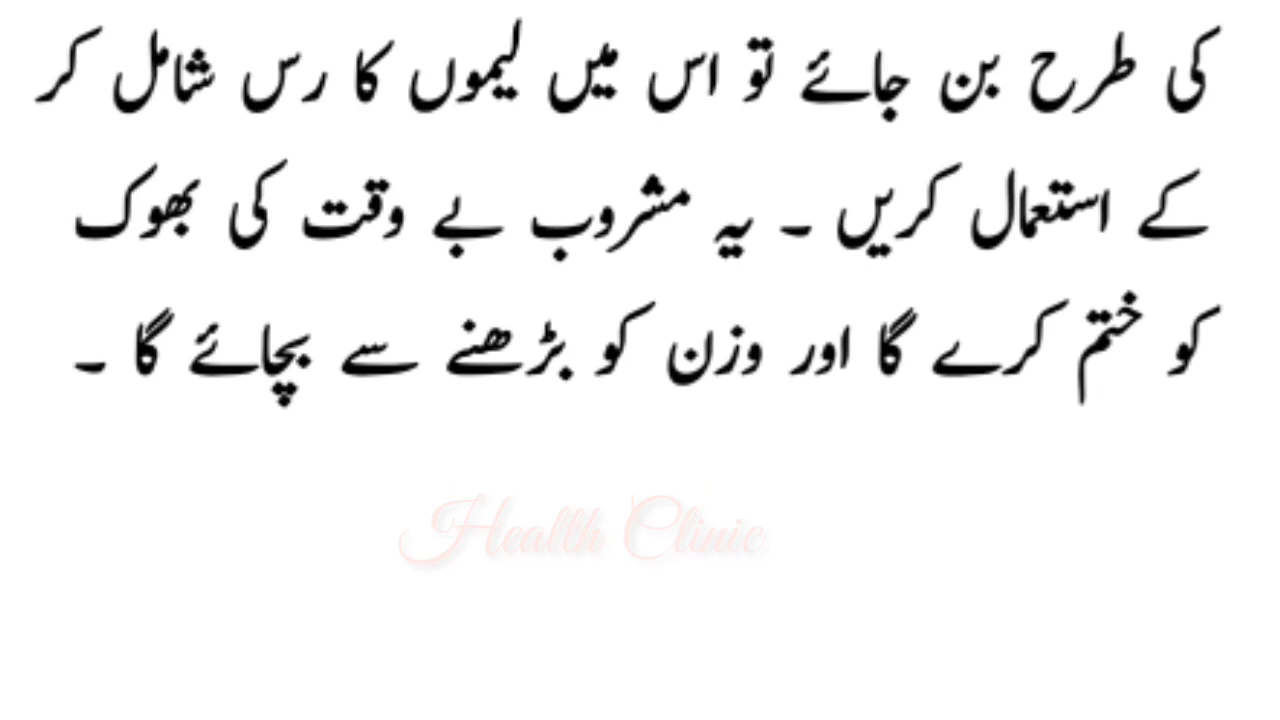 کی طرح بن جائے تو اس میں لیموں کا رس شامل کر
کے استعمال کریں ۔ یہ مشروب بے وقت کی بھوک
کو ختم کرے گا اور وزن کو بڑھنے سے بچائے گا ۔
Health Clinic